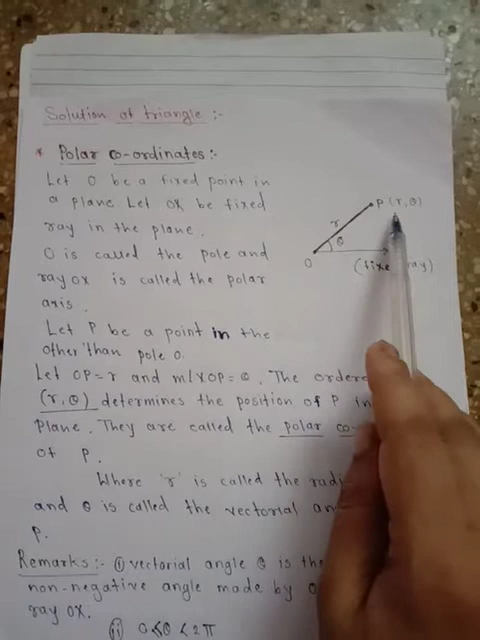 Solution of triangle :-
* Polar co-ordinates :-
Let O be a fixed point in
a plane. Let OX be fixed
ray in the plane.
O is called the pole and
ray OX is called the polar
axis.
Let P be a point in the
other than pole O.
P (r, θ)
r
θ
O
(fixe ray)
Let OP = r and m∠XOP = θ. The ordere
(r, θ) determines the position of P in
plane. They are called the polar co-
of P.
Where 'r' is called the radi
and θ is called the vectorial an
P.
Remarks :- ① vectorial angle θ is the
non-negative angle made by O
ray OX.
(ii) 0 ≤ θ < 2π